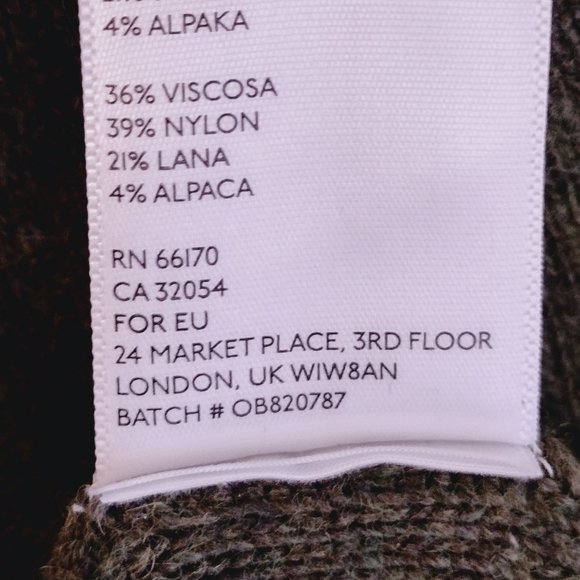 4% ALPAKA
36% VISCOSA
39% NYLON
21% LANA
4% ALPACA
RN 66170
CA 32054
FOR EU
24 MARKET PLACE, 3RD FLOOR
LONDON, UK W1W8AN
BATCH # OB820787